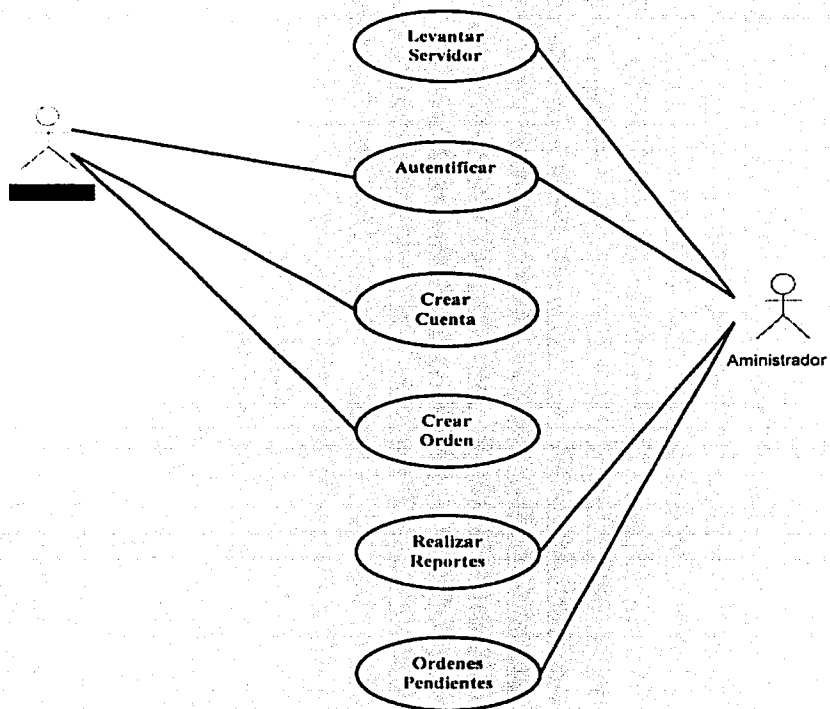 Levantar
Servidor
Autentificar
Crear
Cuenta
Aministrador
Crear
Orden
Realizar
Reportes
Ordenes
Pendientes